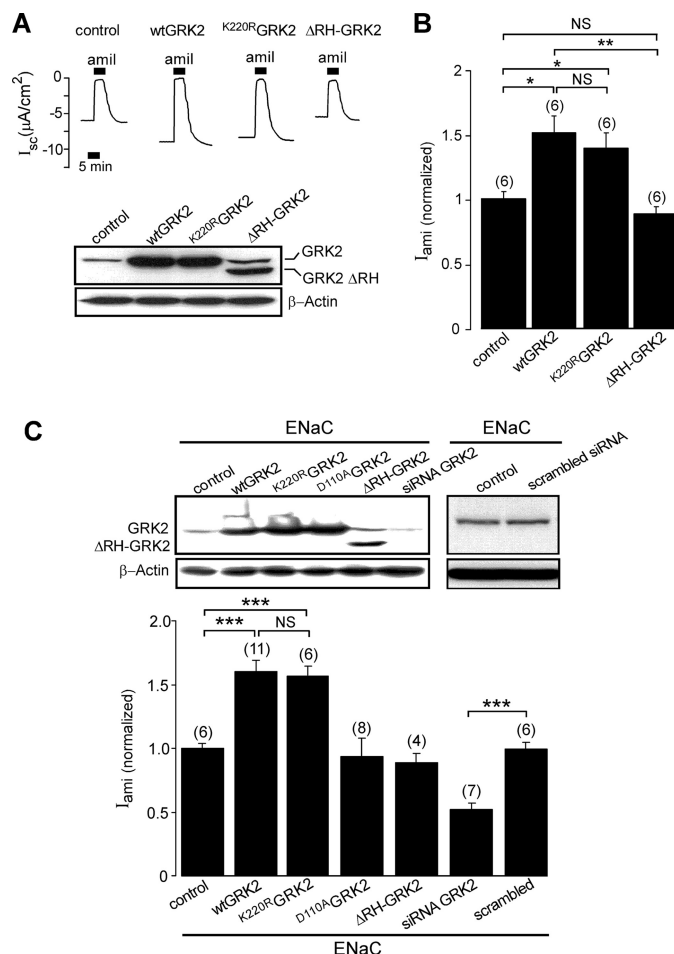 A
control wtGRK2 K220RGRK2 ΔRH-GRK2
amil amil amil amil
Isc(μA/cm2)
0
-5
-10
5 min
control wtGRK2 K220RGRK2 ΔRH-GRK2
GRK2
GRK2 ΔRH
β-Actin
B
NS
**
*
* NS
Iami (normalized)
2
1.5
1
0.5
0
(6) (6) (6) (6)
control wtGRK2 K220RGRK2 ΔRH-GRK2
C
ENaC ENaC
control wtGRK2 K220RGRK2 D110AGRK2 ΔRH-GRK2 siRNA GRK2
control scrambled siRNA
GRK2
ΔRH-GRK2
β-Actin
***
*** NS
***
Iami (normalized)
2.0
1.5
1.0
0.5
0
(6) (11) (6) (8) (4) (7) (6)
control wtGRK2 K220RGRK2 D110AGRK2 ΔRH-GRK2 siRNA GRK2 scrambled
ENaC